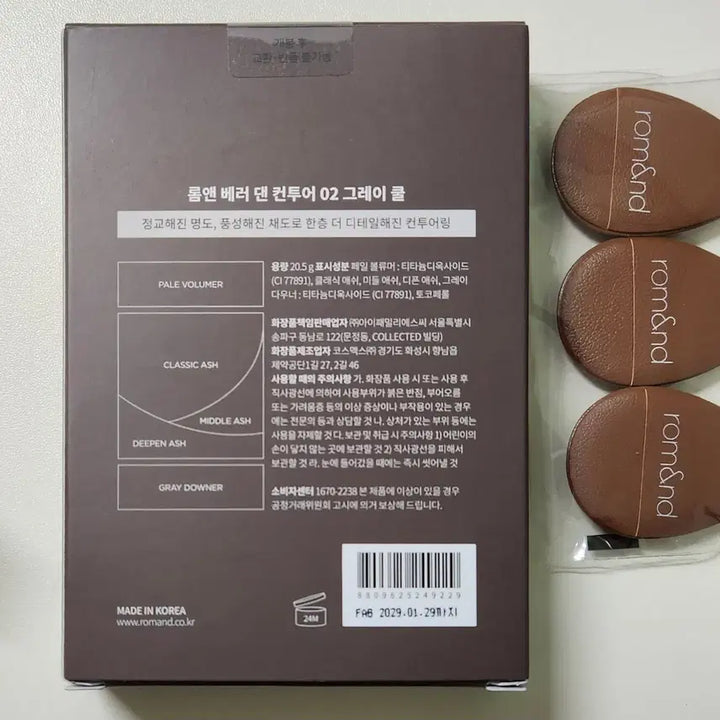 개봉 후
교환·반품 불가능
롬앤 베러 댄 컨투어 02 그레이 쿨
정교해진 명도, 풍성해진 채도로 한층 더 디테일해진 컨투어링
PALE VOLUMER
CLASSIC ASH
MIDDLE ASH
DEEPEN ASH
GRAY DOWNER
용량 20.5 g 표시성분 페일 볼류머 : 티타늄디옥사이드
(CI 77891), 클래식 애쉬, 미들 애쉬, 디픈 애쉬, 그레이
다우너 : 티타늄디옥사이드 (CI 77891), 토코페롤
화장품책임판매업자 ㈜아이패밀리에스씨 서울특별시
송파구 동남로 122(문정동, COLLECTED 빌딩)
화장품제조업자 코스맥스㈜ 경기도 화성시 향남읍
제약공단1길 27, 2길 46
사용할 때의 주의사항 가. 화장품 사용 시 또는 사용 후
직사광선에 의하여 사용부위가 붉은 반점, 부어오름
또는 가려움증 등의 이상 증상이나 부작용이 있는 경우
에는 전문의 등과 상담할 것 나. 상처가 있는 부위 등에는
사용을 자제할 것 다. 보관 및 취급 시 주의사항 1) 어린이의
손이 닿지 않는 곳에 보관할 것 2) 직사광선을 피해서
보관할 것 라. 눈에 들어갔을 때에는 즉시 씻어낼 것
소비자센터 1670-2238 본 제품에 이상이 있을 경우
공정거래위원회 고시에 의거 보상해 드립니다.
MADE IN KOREA
www.romand.co.kr
24M
8809625249229
FAB 2029.01.29까지
rom&nd
rom&nd
rom&nd